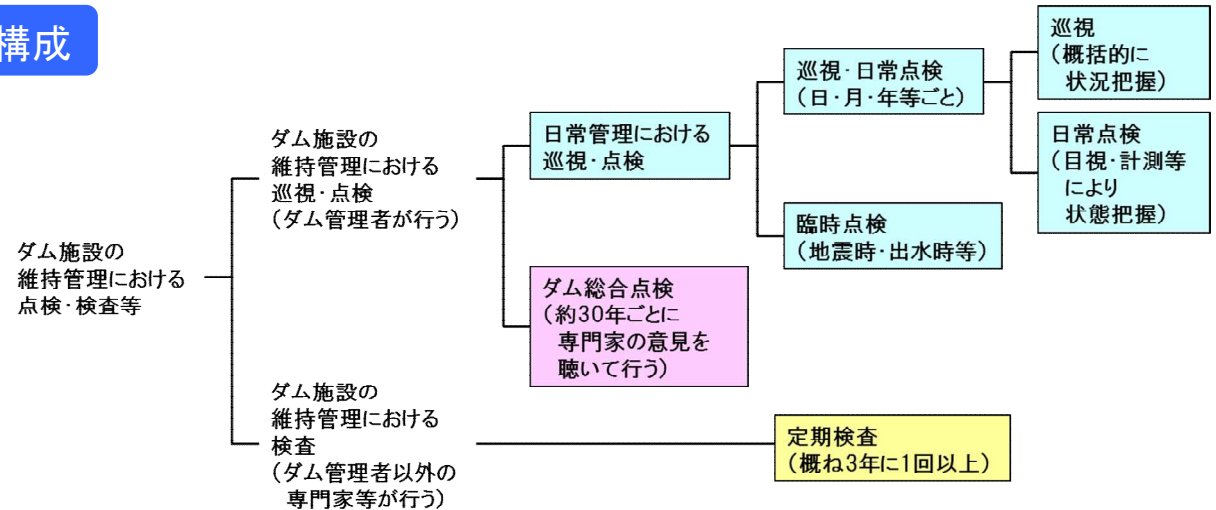 構成
ダム施設の
維持管理における
点検・検査等
ダム施設の
維持管理における
巡視・点検
(ダム管理者が行う)
日常管理における
巡視・点検
巡視・日常点検
(日・月・年等ごと)
巡視
(概括的に
状況把握)
日常点検
(目視・計測等
により
状態把握)
臨時点検
(地震時・出水時等)
ダム総合点検
(約30年ごとに
専門家の意見を
聴いて行う)
ダム施設の
維持管理における
検査
(ダム管理者以外の
専門家等が行う)
定期検査
(概ね3年に1回以上)